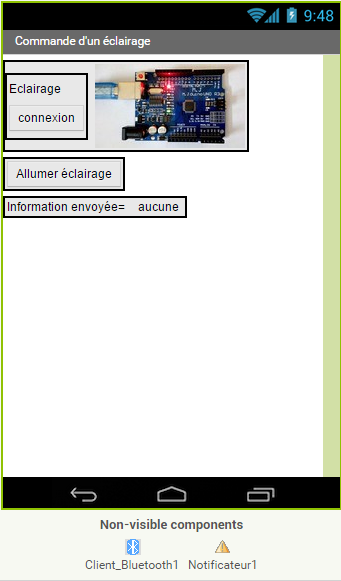 9:48
Commande d'un éclairage
Eclairage
connexion
Allumer éclairage
Information envoyée= aucune
Non-visible components
Client_Bluetooth1 Notificateur1